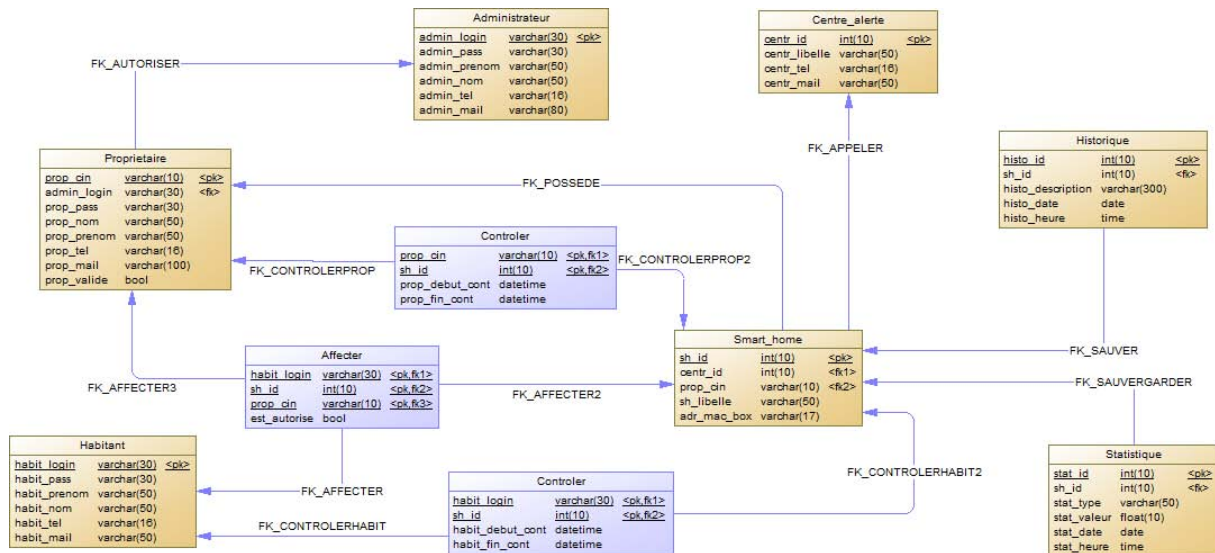 Administrateur
admin_login varchar(30) <pk>
admin_pass varchar(30)
admin_prenom varchar(50)
admin_nom varchar(50)
admin_tel varchar(16)
admin_mail varchar(80)
Centre_alerte
centr_id int(10) <pk>
centr_libelle varchar(50)
centr_tel varchar(16)
centr_mail varchar(50)
FK_AUTORISER
FK_APPELER
Proprietaire
prop_cin varchar(10) <pk>
admin_login varchar(30) <fk>
prop_pass varchar(30)
prop_nom varchar(50)
prop_prenom varchar(50)
prop_tel varchar(16)
prop_mail varchar(100)
prop_valide bool
Historique
histo_id int(10) <pk>
sh_id int(10) <fk>
histo_description varchar(300)
histo_date date
histo_heure time
FK_POSSEDE
Controler
prop_cin varchar(10) <pk,fk1>
sh_id int(10) <pk,fk2>
prop_debut_cont datetime
prop_fin_cont datetime
FK_CONTROLERPROP
FK_CONTROLERPROP2
Smart_home
sh_id int(10) <pk>
centr_id int(10) <fk1>
prop_cin varchar(10) <fk2>
sh_libelle varchar(50)
adr_mac_box varchar(17)
FK_SAUVER
FK_SAUVERGARDER
Affecter
habit_login varchar(30) <pk,fk1>
sh_id int(10) <pk,fk2>
prop_cin varchar(10) <pk,fk3>
est_autorise bool
FK_AFFECTER3
FK_AFFECTER2
Habitant
habit_login varchar(30) <pk>
habit_pass varchar(30)
habit_prenom varchar(50)
habit_nom varchar(50)
habit_tel varchar(16)
habit_mail varchar(50)
FK_AFFECTER
FK_CONTROLERHABIT
Controler
habit_login varchar(30) <pk,fk1>
sh_id int(10) <pk,fk2>
habit_debut_cont datetime
habit_fin_cont datetime
FK_CONTROLERHABIT2
Statistique
stat_id int(10) <pk>
sh_id int(10) <fk>
stat_type varchar(50)
stat_valeur float(10)
stat_date date
stat_heure time